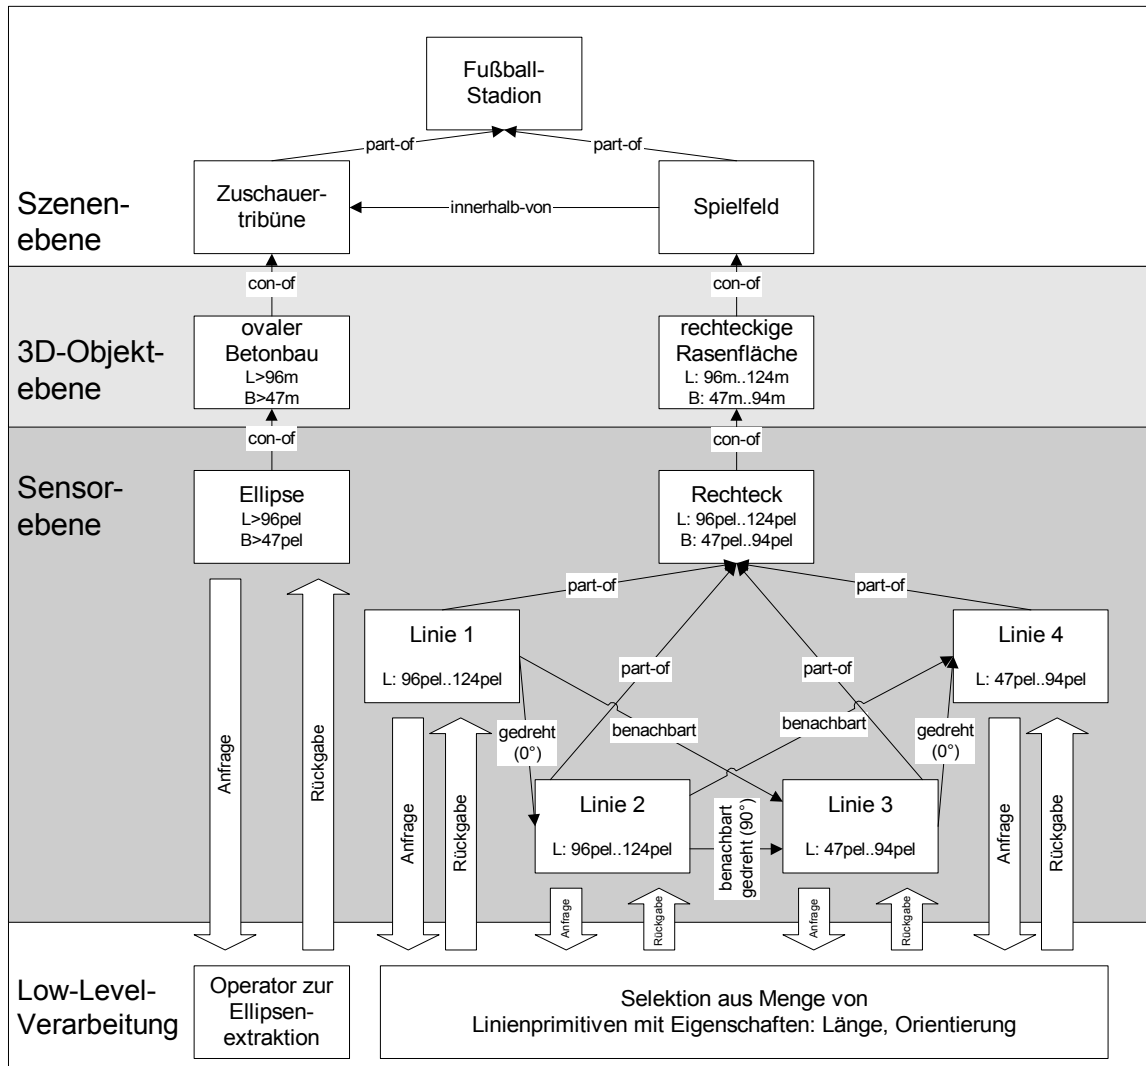 Fußball-
Stadion
part-of
part-of
Szenen-
ebene
Zuschauer-
tribüne
innerhalb-von
Spielfeld
con-of
con-of
3D-Objekt-
ebene
ovaler
Betonbau
L>96m
B>47m
rechteckige
Rasenfläche
L: 96m..124m
B: 47m..94m
con-of
con-of
Sensor-
ebene
Ellipse
L>96pel
B>47pel
Rechteck
L: 96pel..124pel
B: 47pel..94pel
part-of
part-of
Linie 1
L: 96pel..124pel
Linie 4
L: 47pel..94pel
part-of
part-of
gedreht
(0°)
benachbart
benachbart
gedreht
(0°)
Linie 2
L: 96pel..124pel
benachbart
gedreht (90°)
Linie 3
L: 47pel..94pel
Anfrage
Rückgabe
Anfrage
Rückgabe
Anfrage
Rückgabe
Anfrage
Rückgabe
Anfrage
Rückgabe
Low-Level-
Verarbeitung
Operator zur
Ellipsen-
extraktion
Selektion aus Menge von
Linienprimitiven mit Eigenschaften: Länge, Orientierung